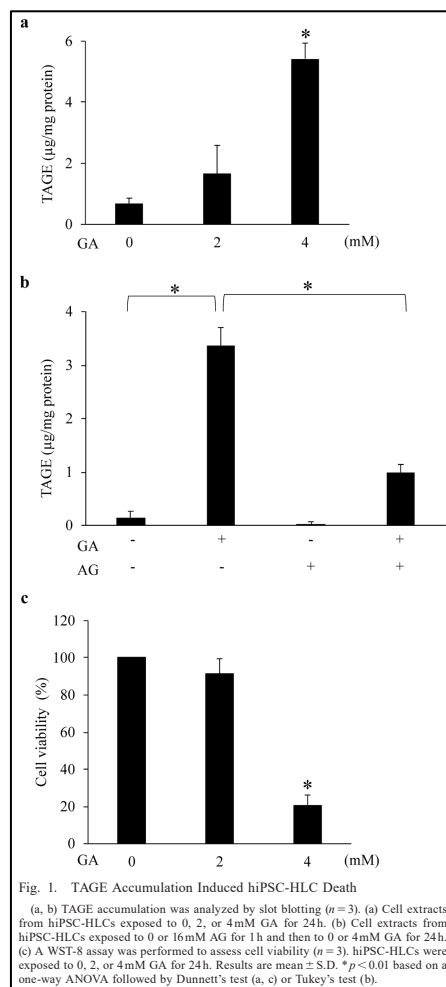 a
*
6
4
2
0
TAGE (µg/mg protein)
GA 0 2 4 (mM)
b
* *
4
3
2
1
0
TAGE (µg/mg protein)
GA - + - +
AG - - + +
c
120
100
80
60
40
20
0
Cell viability (%)
*
GA 0 2 4 (mM)
Fig. 1. TAGE Accumulation Induced hiPSC-HLC Death
(a, b) TAGE accumulation was analyzed by slot blotting (n = 3). (a) Cell extracts
from hiPSC-HLCs exposed to 0, 2, or 4 mM GA for 24 h. (b) Cell extracts from
hiPSC-HLCs exposed to 0 or 16 mM AG for 1 h and then to 0 or 4 mM GA for 24 h.
(c) A WST-8 assay was performed to assess cell viability (n = 3). hiPSC-HLCs were
exposed to 0, 2, or 4 mM GA for 24 h. Results are mean ± S.D. * p < 0.01 based on a
one-way ANOVA followed by Dunnett's test (a, c) or Tukey's test (b).